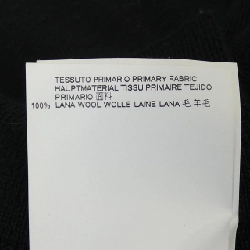 TESSUTO PRIMARIO PRIMARY FABRIC
HAUPTMATERIAL TISSU PRIMAIRE TEJIDO
PRIMARIO 面料
100% LANA WOOL WOLLE LAINE LANA 毛 羊毛